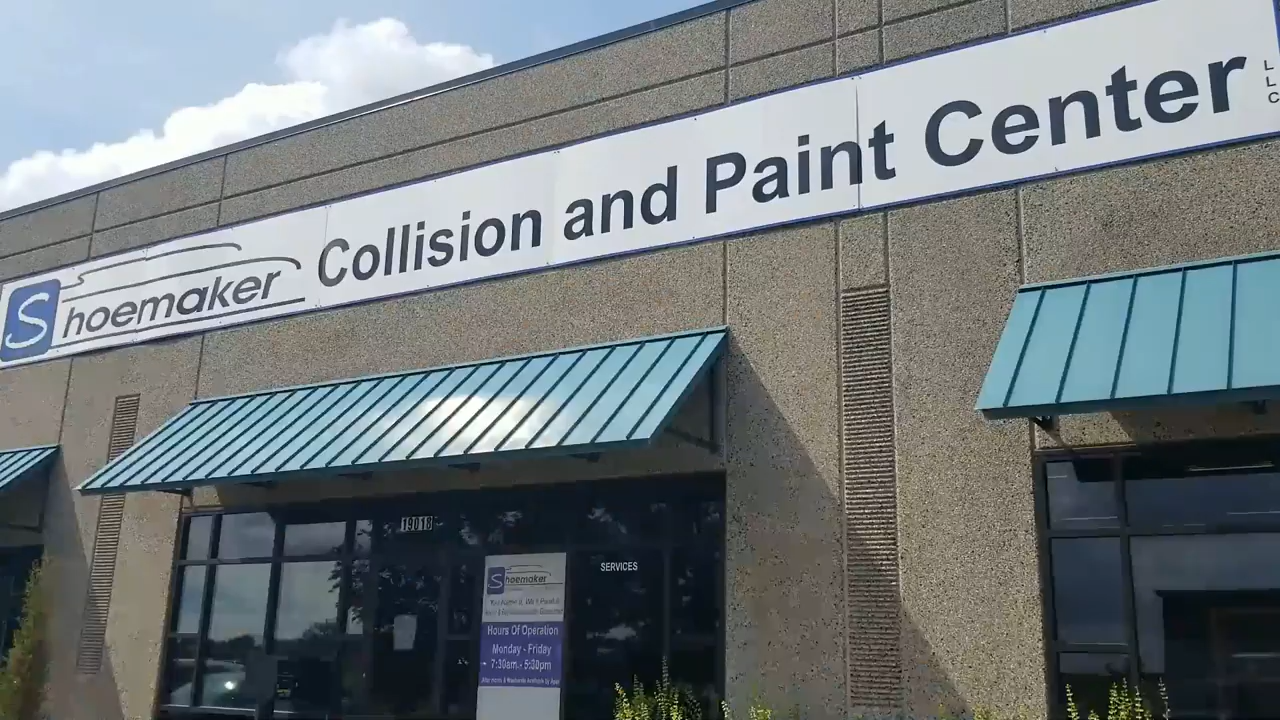 Shoemaker Collision and Paint Center LLC
19018
SERVICES
Shoemaker
Hours Of Operation
Monday - Friday
7:30am - 5:30pm